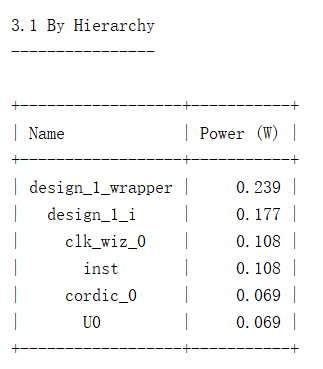 3.1 By Hierarchy
----------------
+------------------+-----------+
| Name             | Power (W) |
+------------------+-----------+
| design_1_wrapper |     0.239 |
|   design_1_i     |     0.177 |
|     clk_wiz_0    |     0.108 |
|       inst       |     0.108 |
|     cordic_0     |     0.069 |
|       U0         |     0.069 |
+------------------+-----------+